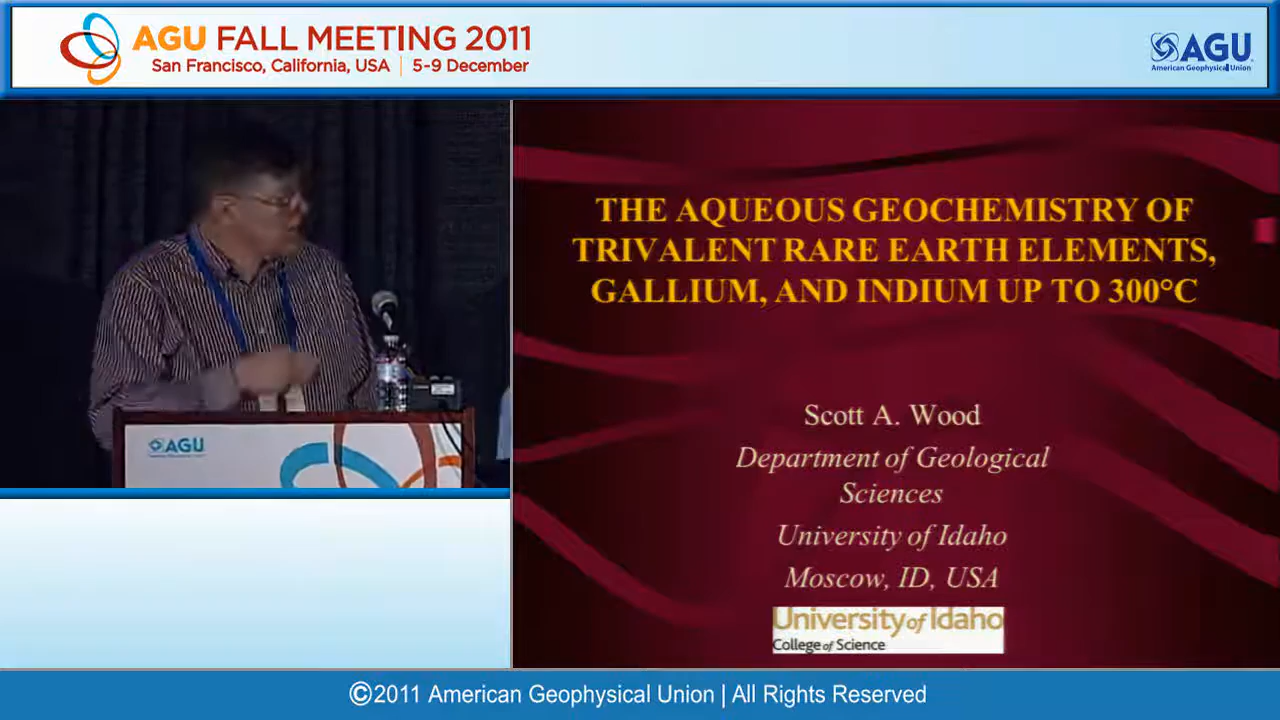 AGU FALL MEETING 2011
San Francisco, California, USA | 5-9 December
AGU
American Geophysical Union
THE AQUEOUS GEOCHEMISTRY OF
TRIVALENT RARE EARTH ELEMENTS,
GALLIUM, AND INDIUM UP TO 300°C
Scott A. Wood
Department of Geological
Sciences
University of Idaho
Moscow, ID, USA
University of Idaho
College of Science
AGU
©2011 American Geophysical Union | All Rights Reserved